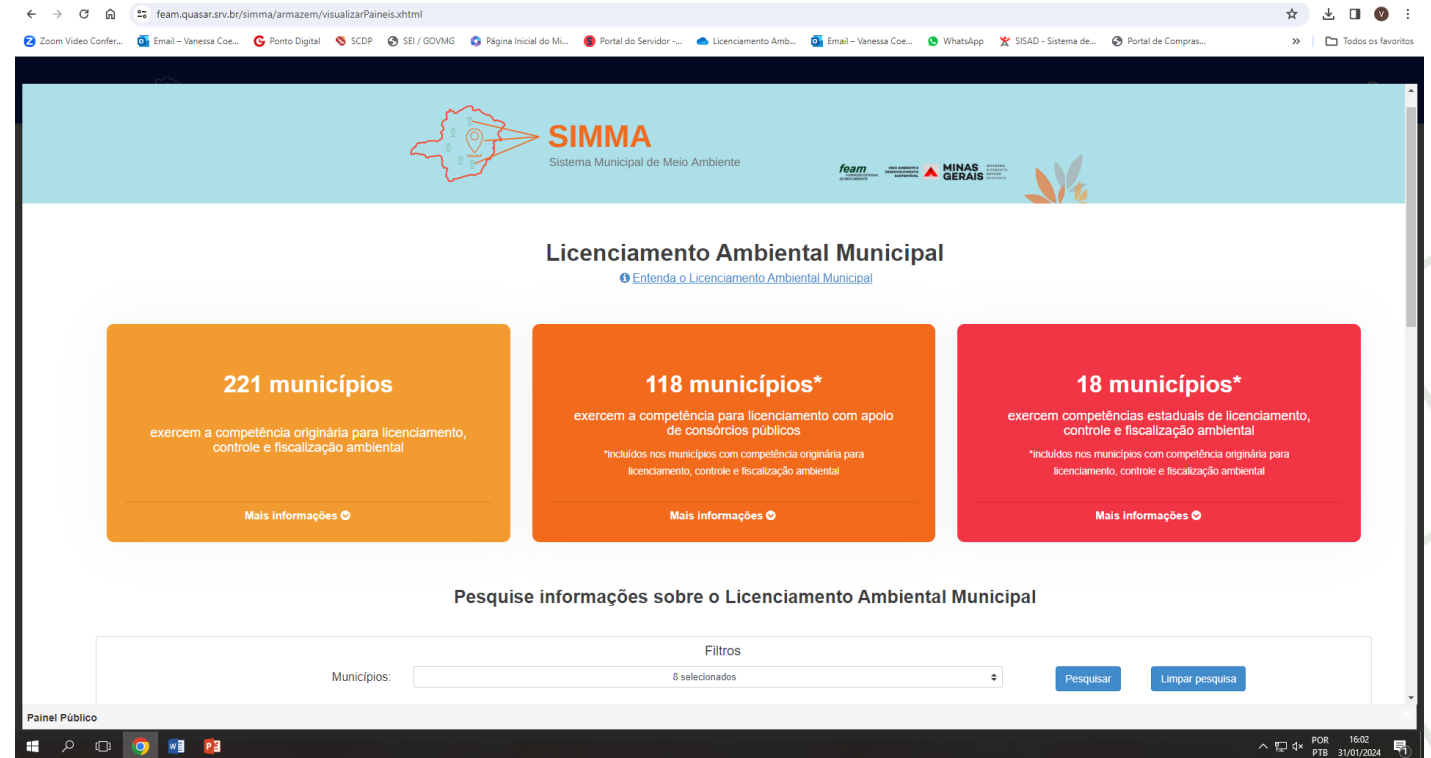 feam.quasar.srv.br/simma/armazem/visualizarPaineis.xhtml
V
Zoom Video Confer...
Email – Vanessa Coe...
Ponto Digital
SCDP
SEI / GOVMG
Página Inicial do Mi...
Portal do Servidor -...
Licenciamento Amb...
Email – Vanessa Coe...
WhatsApp
SISAD - Sistema de...
Portal de Compras...
Todos os favoritos
SIMMA
Sistema Municipal de Meio Ambiente
feam
MINAS
GERAIS
Licenciamento Ambiental Municipal
Entenda o Licenciamento Ambiental Municipal
221 municípios
exercem a competência originária para licenciamento,
controle e fiscalização ambiental
Mais informações
118 municípios*
exercem a competência para licenciamento com apoio
de consórcios públicos
*incluídos nos municípios com competência originária para
licenciamento, controle e fiscalização ambiental
Mais informações
18 municípios*
exercem competências estaduais de licenciamento,
controle e fiscalização ambiental
*incluídos nos municípios com competência originária para
licenciamento, controle e fiscalização ambiental
Mais informações
Pesquise informações sobre o Licenciamento Ambiental Municipal
Filtros
Municípios:
8 selecionados
Pesquisar
Limpar pesquisa
Painel Público
POR
PTB
16:02
31/01/2024